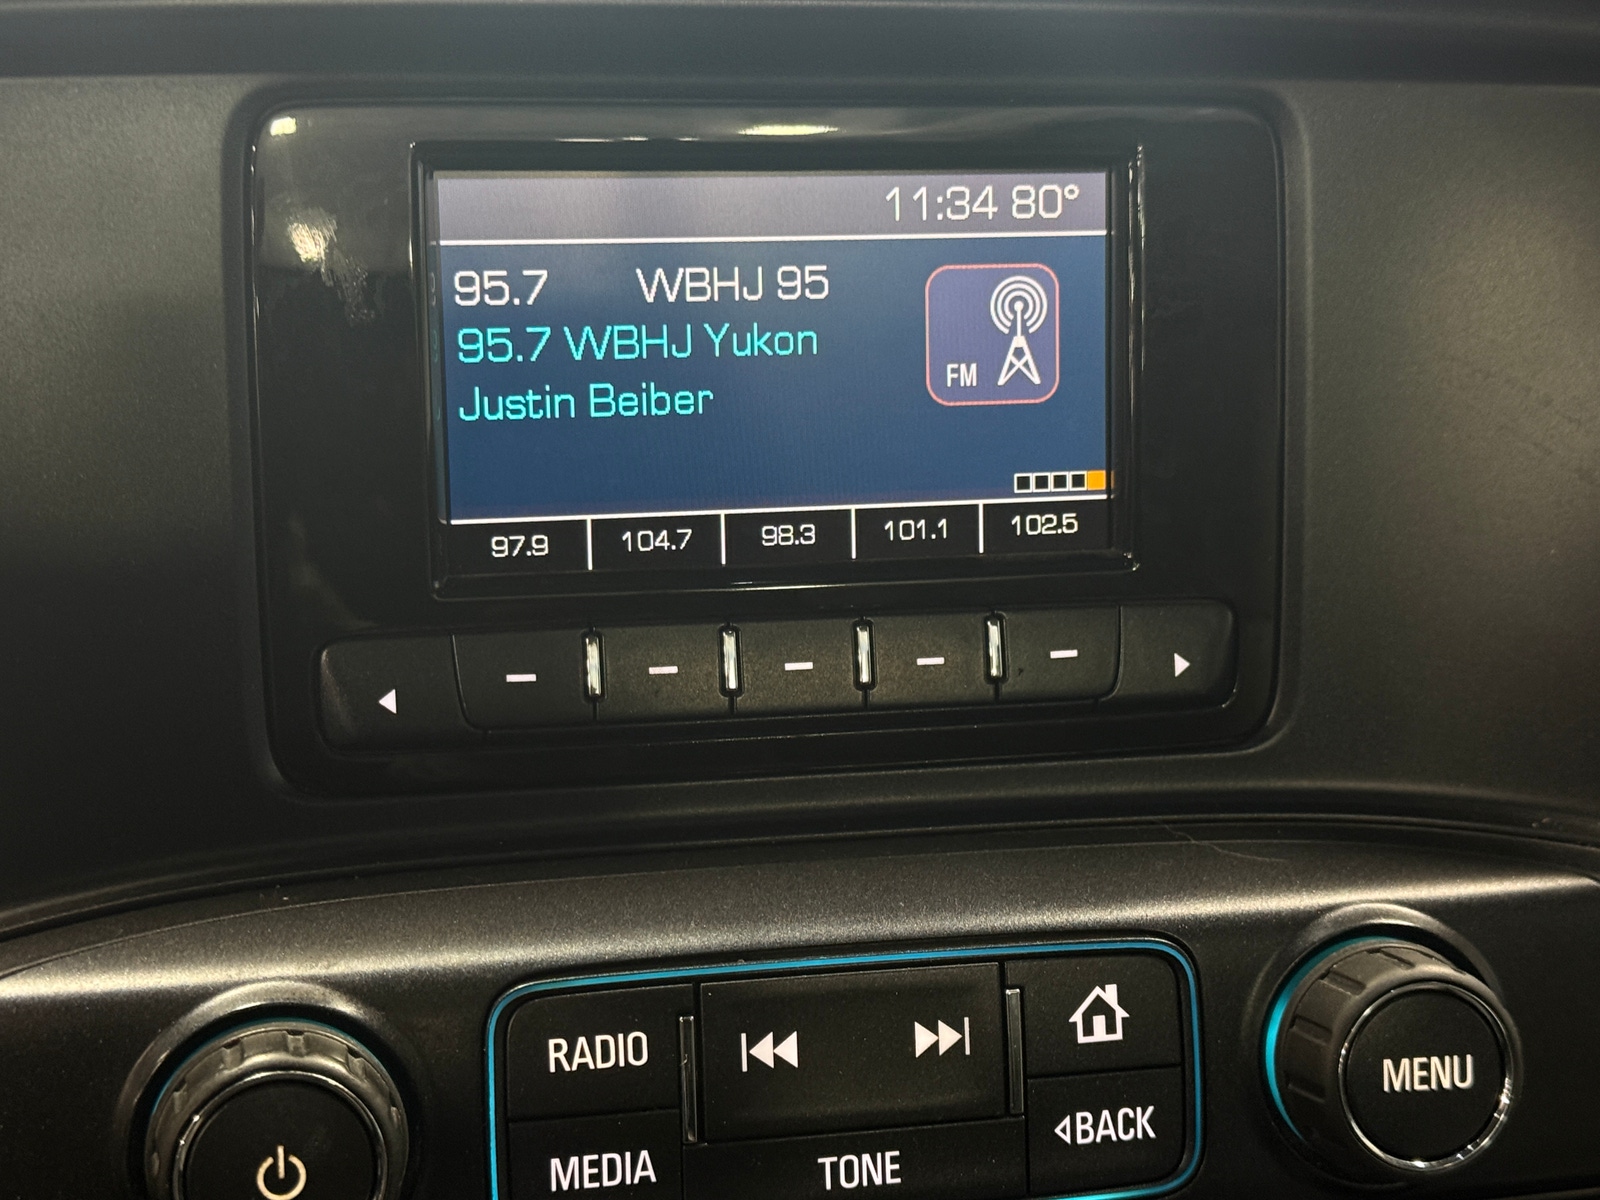 11:34 80°
95.7 WBHJ 95
95.7 WBHJ Yukon
Justin Beiber
FM
97.9 104.7 98.3 101.1 102.5
RADIO
MEDIA
TONE
BACK
MENU